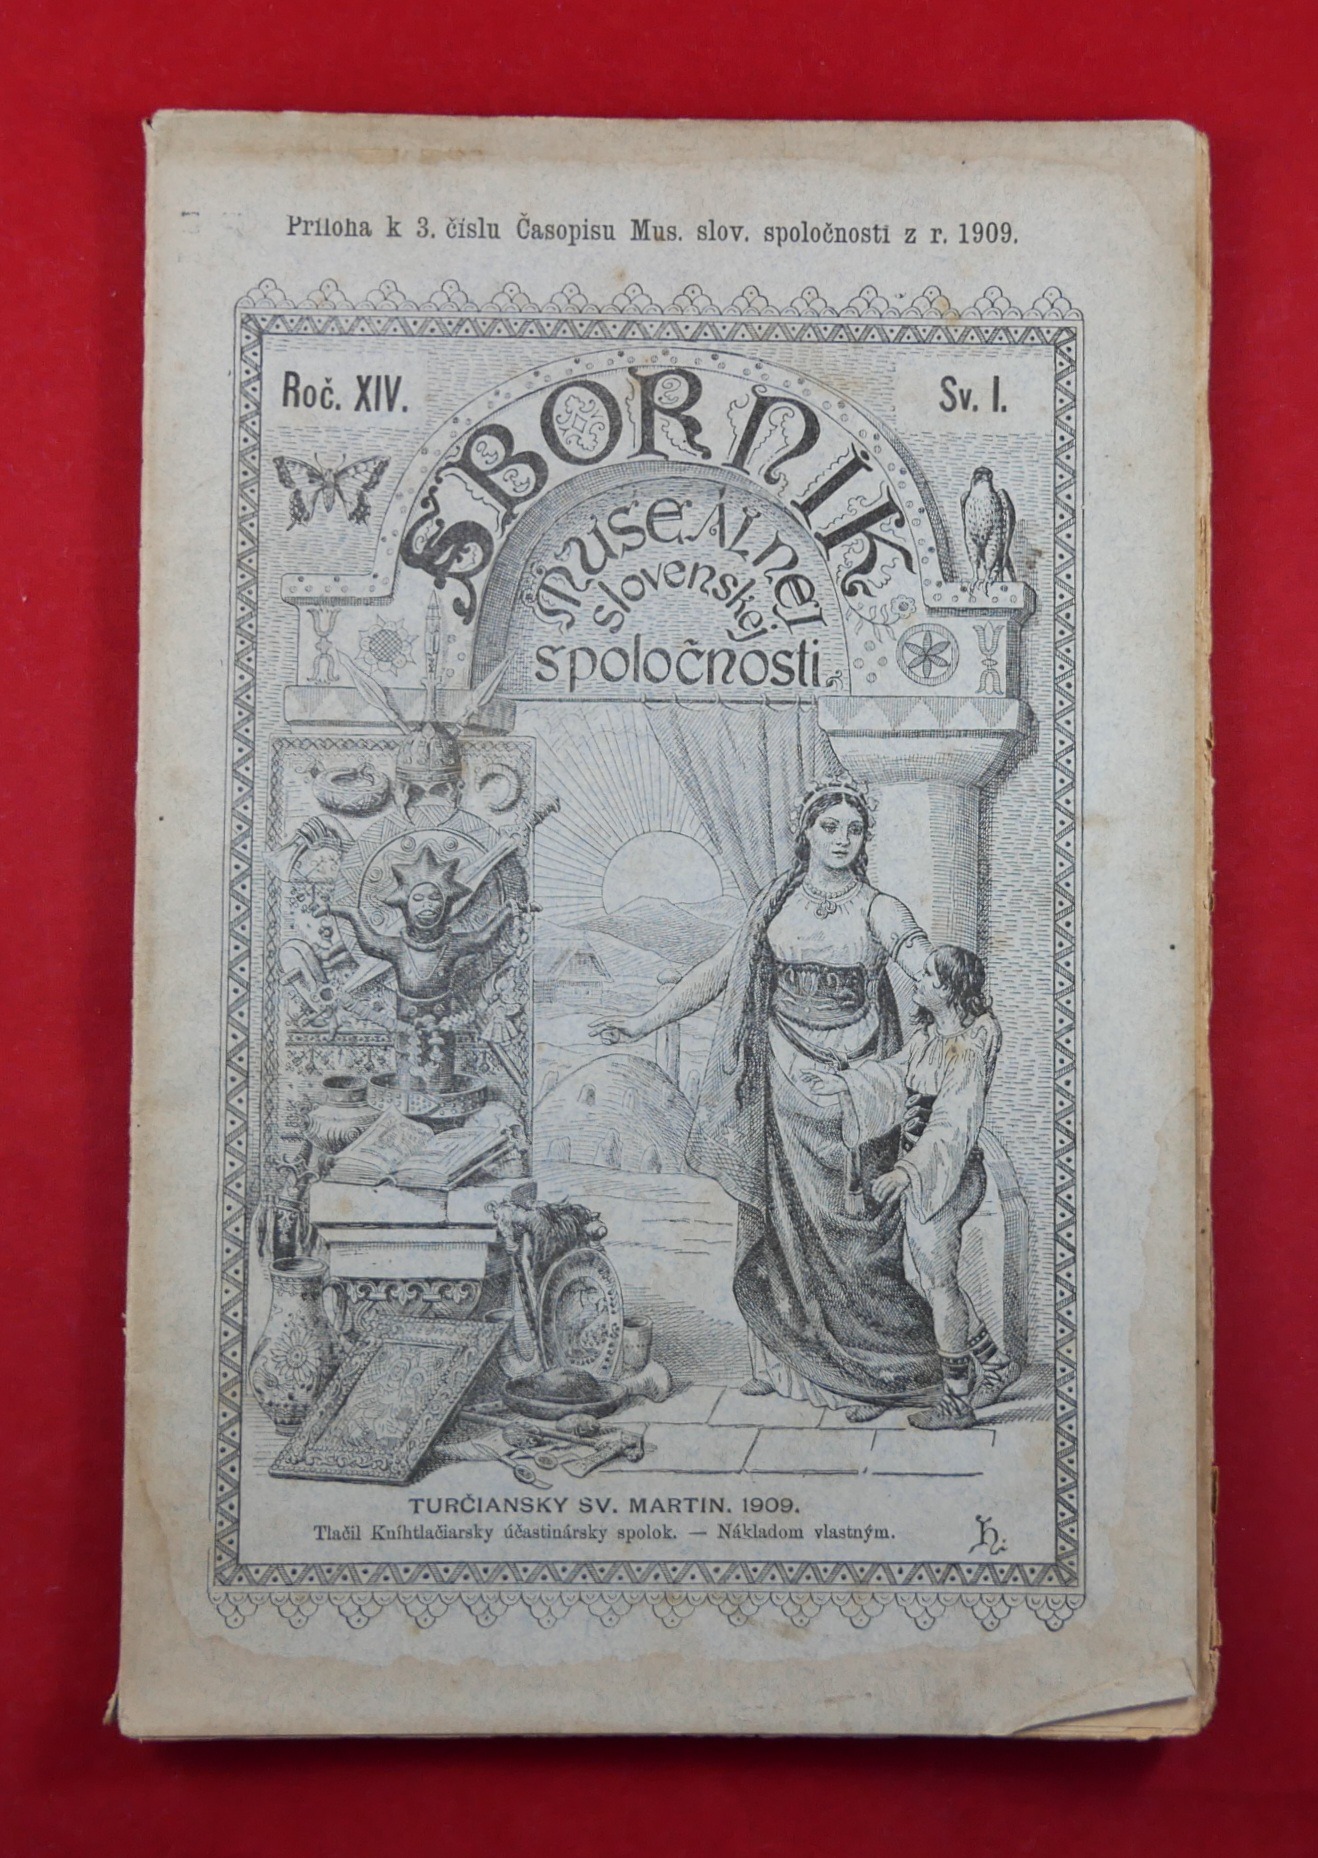 Príloha k 3. číslu Časopisu Mus. slov. spoločnosti z r. 1909.
Roč. XIV.
Sv. I.
SBORNIK
MUSEÁLNEJ
slovenskej
spoločnosti
TURČIANSKY SV. MARTIN. 1909.
Tlačil Kníhtlačiarsky účastinársky spolok. — Nákladom vlastným.